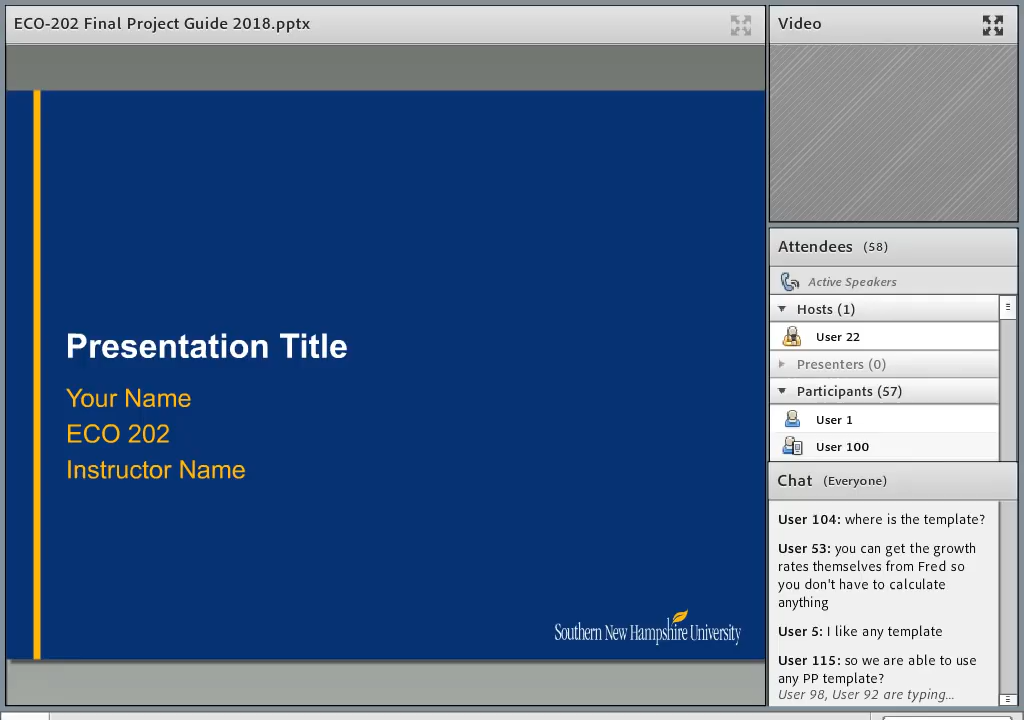 ECO-202 Final Project Guide 2018.pptx
Presentation Title
Your Name
ECO 202
Instructor Name
Southern New Hampshire University
Video
Attendees (58)
Active Speakers
Hosts (1)
User 22
Presenters (0)
Participants (57)
User 1
User 100
Chat (Everyone)
User 104: where is the template?
User 53: you can get the growth
rates themselves from Fred so
you don't have to calculate
anything
User 5: I like any template
User 115: so we are able to use
any PP template?
User 98, User 92 are typing...